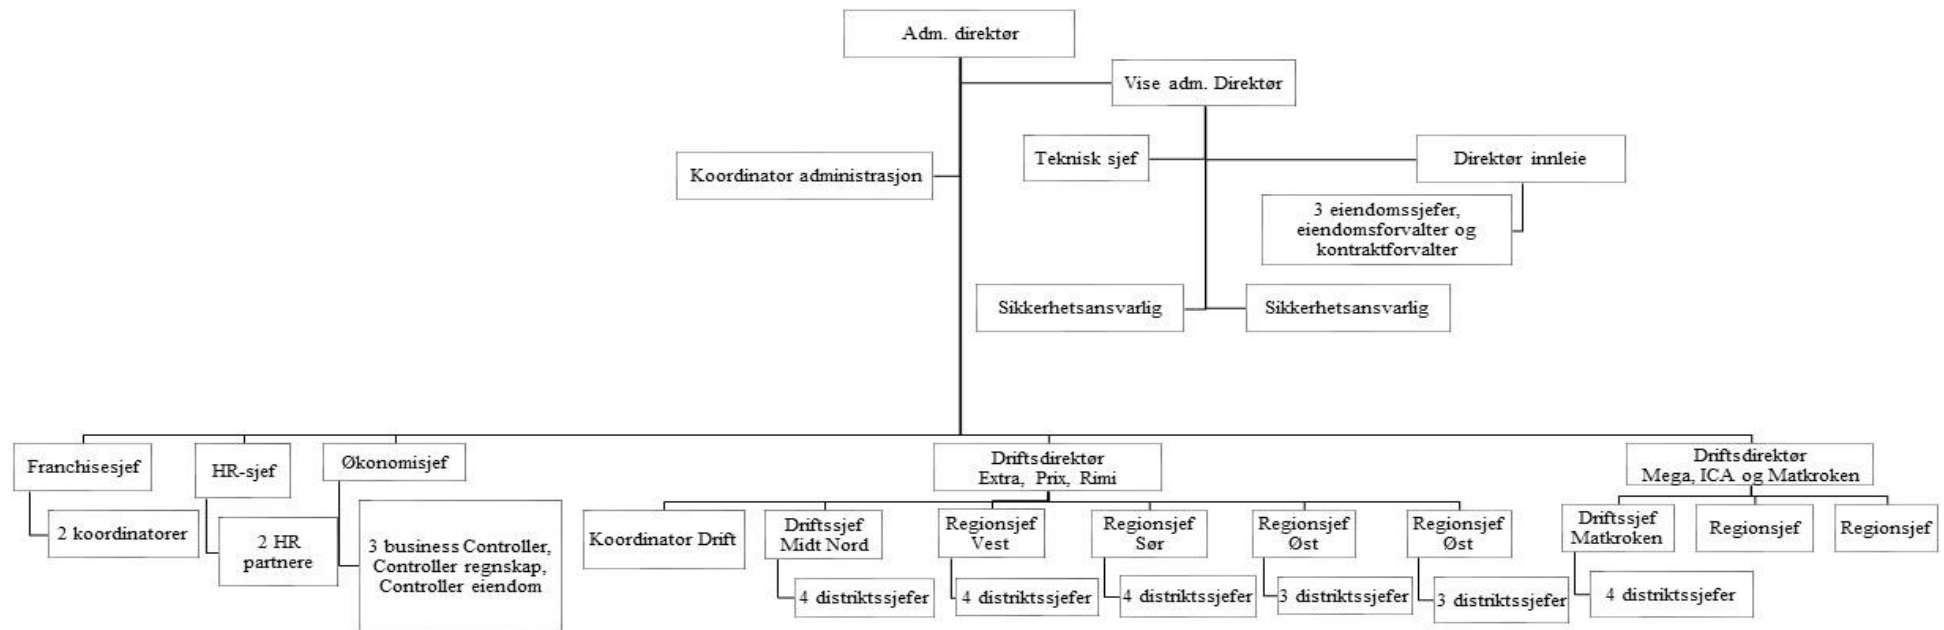 Adm. direktør
Vise adm. Direktør
Teknisk sjef
Direktør innleie
Koordinator administrasjon
3 eiendomssjefer,
eiendomsforvalter og
kontraktforvalter
Sikkerhetsansvarlig
Sikkerhetsansvarlig
Franchisesjef
2 koordinatorer
HR-sjef
2 HR
partnere
Økonomisjef
3 business Controller,
Controller regnskap,
Controller eiendom
Driftsdirektør
Extra, Prix, Rimi
Koordinator Drift
Driftssjef
Midt Nord
4 distriktssjefer
Regionsjef
Vest
4 distriktssjefer
Regionsjef
Sør
4 distriktssjefer
Regionsjef
Øst
3 distriktssjefer
Regionsjef
Øst
3 distriktssjefer
Driftsdirektør
Mega, ICA og Matkroken
Driftssjef
Matkroken
4 distriktssjefer
Regionsjef
Regionsjef